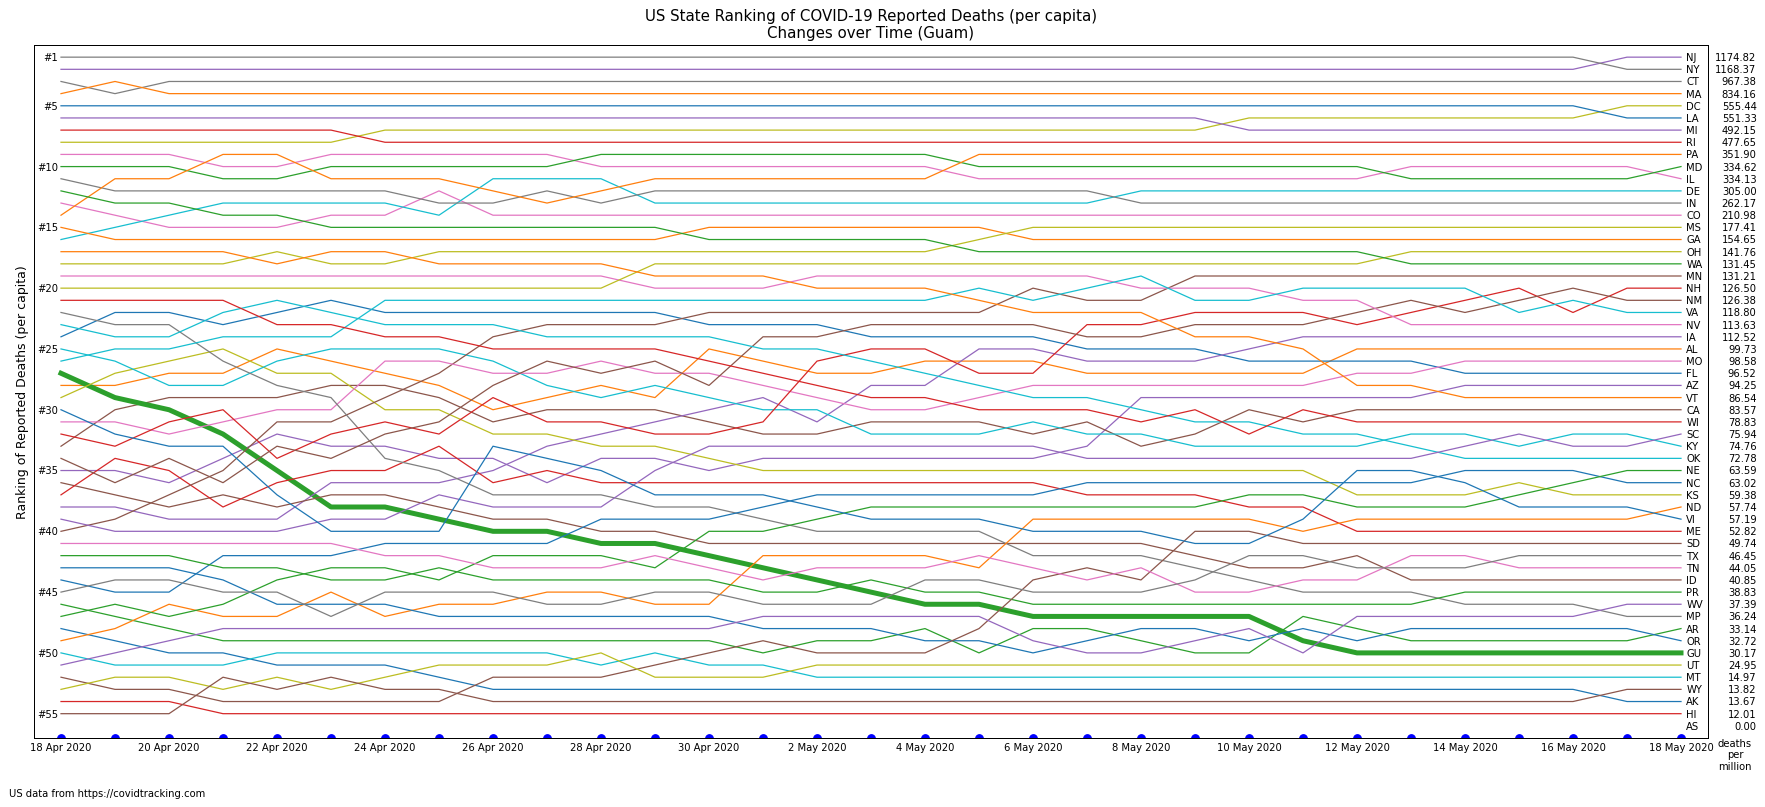 US State Ranking of COVID-19 Reported Deaths (per capita)
Changes over Time (Guam)
Ranking of Reported Deaths (per capita)
#1
#5
#10
#15
#20
#25
#30
#35
#40
#45
#50
#55
NJ 1174.82
NY 1168.37
CT 967.38
MA 834.16
DC 555.44
LA 551.33
MI 492.15
RI 477.65
PA 351.90
MD 334.62
IL 334.13
DE 305.00
IN 262.17
CO 210.98
MS 177.41
GA 154.65
OH 141.76
WA 131.45
MN 131.21
NH 126.50
NM 126.38
VA 118.80
NV 113.63
IA 112.52
AL 99.73
MO 98.58
FL 96.52
AZ 94.25
VT 86.54
CA 83.57
WI 78.83
SC 75.94
KY 74.76
OK 72.78
NE 63.59
NC 63.02
KS 59.38
ND 57.74
VI 57.19
ME 52.82
SD 49.74
TX 46.45
TN 44.05
ID 40.85
PR 38.83
WV 37.39
MP 36.24
AR 33.14
OR 32.72
GU 30.17
UT 24.95
MT 14.97
WY 13.82
AK 13.67
HI 12.01
AS 0.00
18 Apr 2020 20 Apr 2020 22 Apr 2020 24 Apr 2020 26 Apr 2020 28 Apr 2020 30 Apr 2020 2 May 2020 4 May 2020 6 May 2020 8 May 2020 10 May 2020 12 May 2020 14 May 2020 16 May 2020 18 May 2020
deaths
per
million
US data from https://covidtracking.com